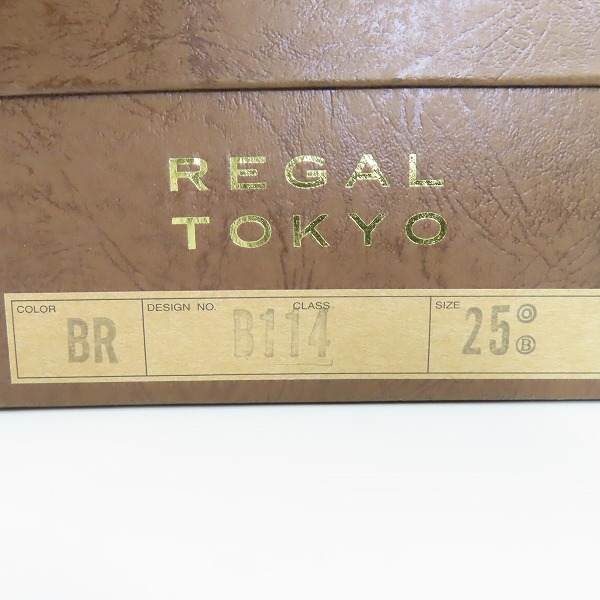 REGAL
TOKYO
COLOR DESIGN NO. CLASS SIZE
BR B114 25 O B